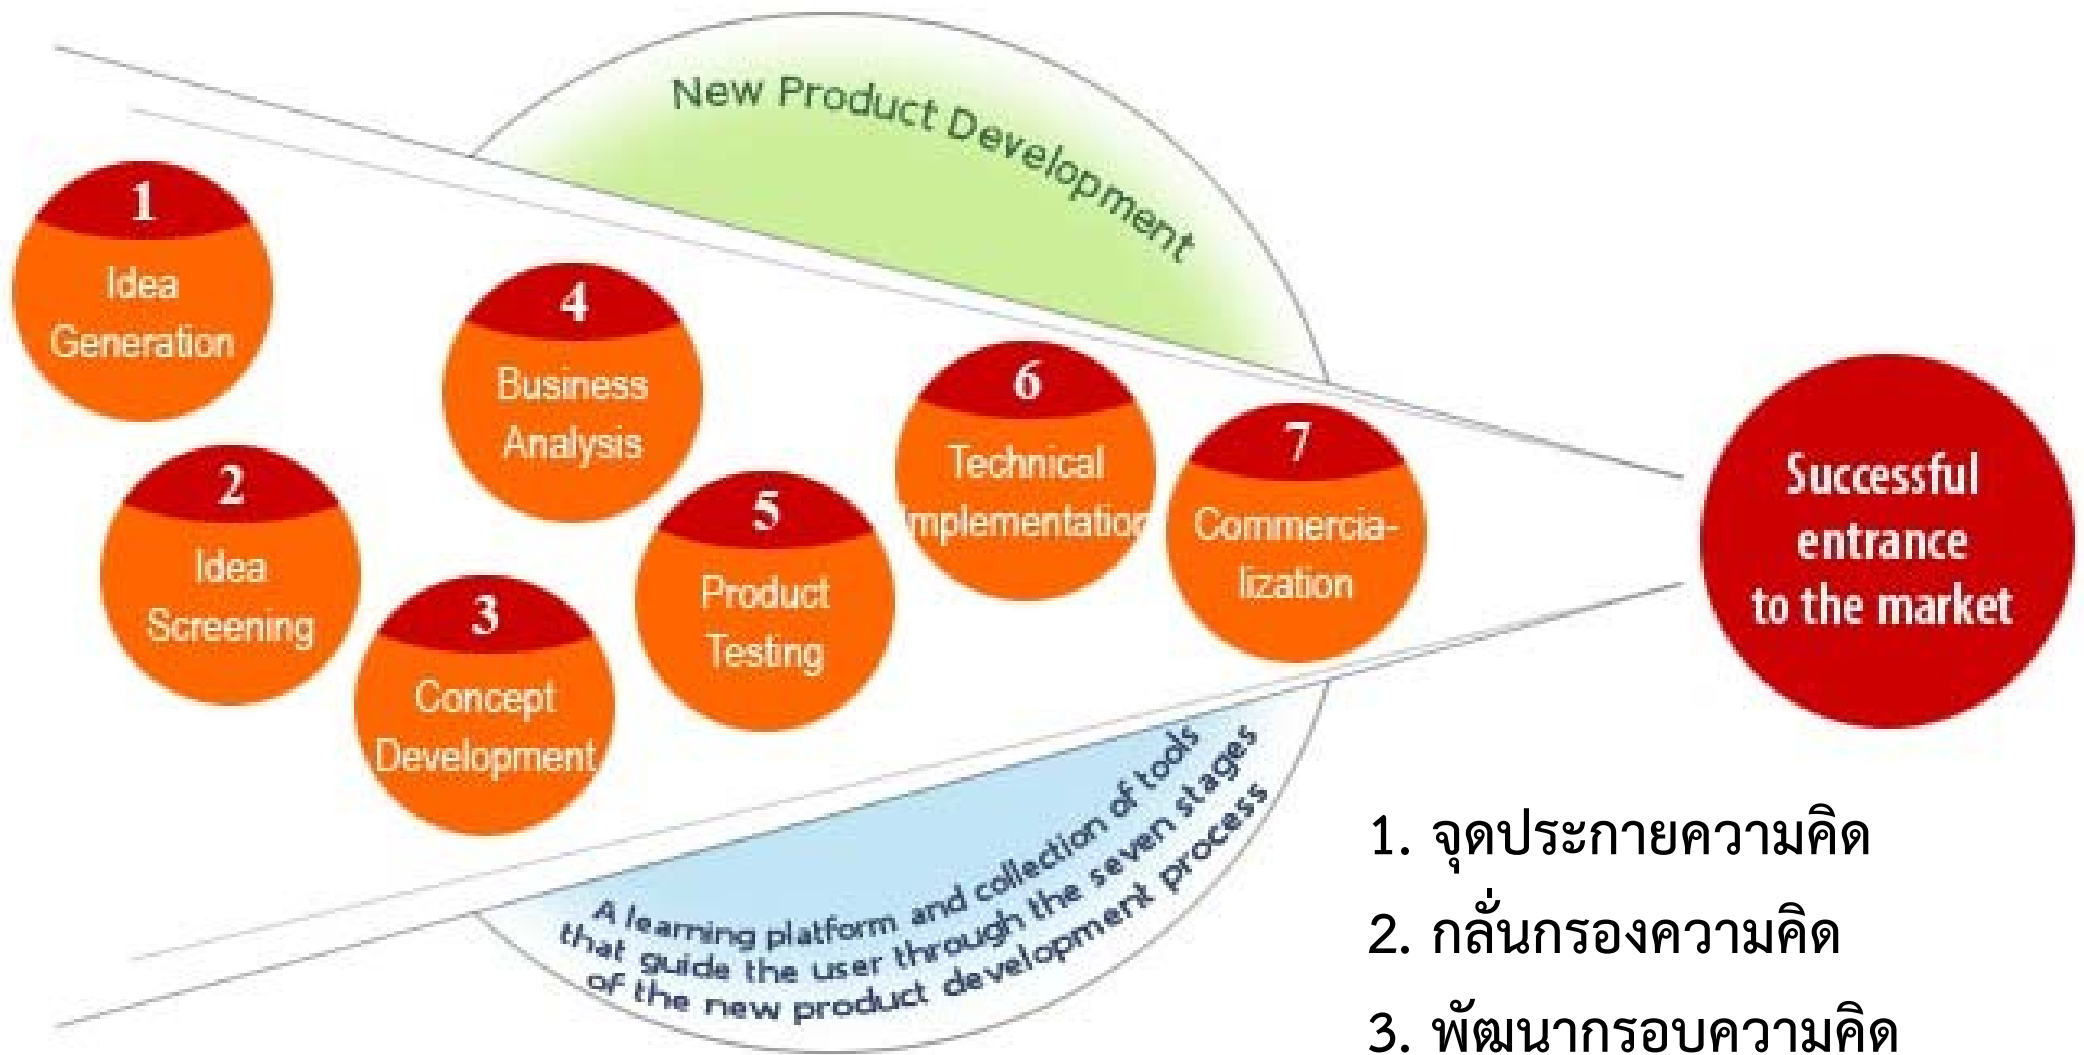 New Product Development
1
Idea
Generation
2
Idea
Screening
3
Concept
Development
4
Business
Analysis
5
Product
Testing
6
Technical
mplementation
7
Commercia-
lization
Successful
entrance
to the market
A learning platform and collection of tools
that guide the user through the seven stages
of the new product development process
1. จุดประกายความคิด
2. กลั่นกรองความคิด
3. พัฒนากรอบความคิด